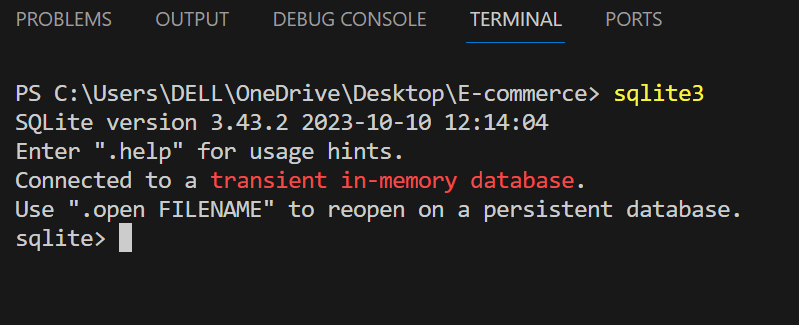 PROBLEMS OUTPUT DEBUG CONSOLE TERMINAL PORTS
PS C:\Users\DELL\OneDrive\Desktop\E-commerce> sqlite3
SQLite version 3.43.2 2023-10-10 12:14:04
Enter ".help" for usage hints.
Connected to a transient in-memory database.
Use ".open FILENAME" to reopen on a persistent database.
sqlite>